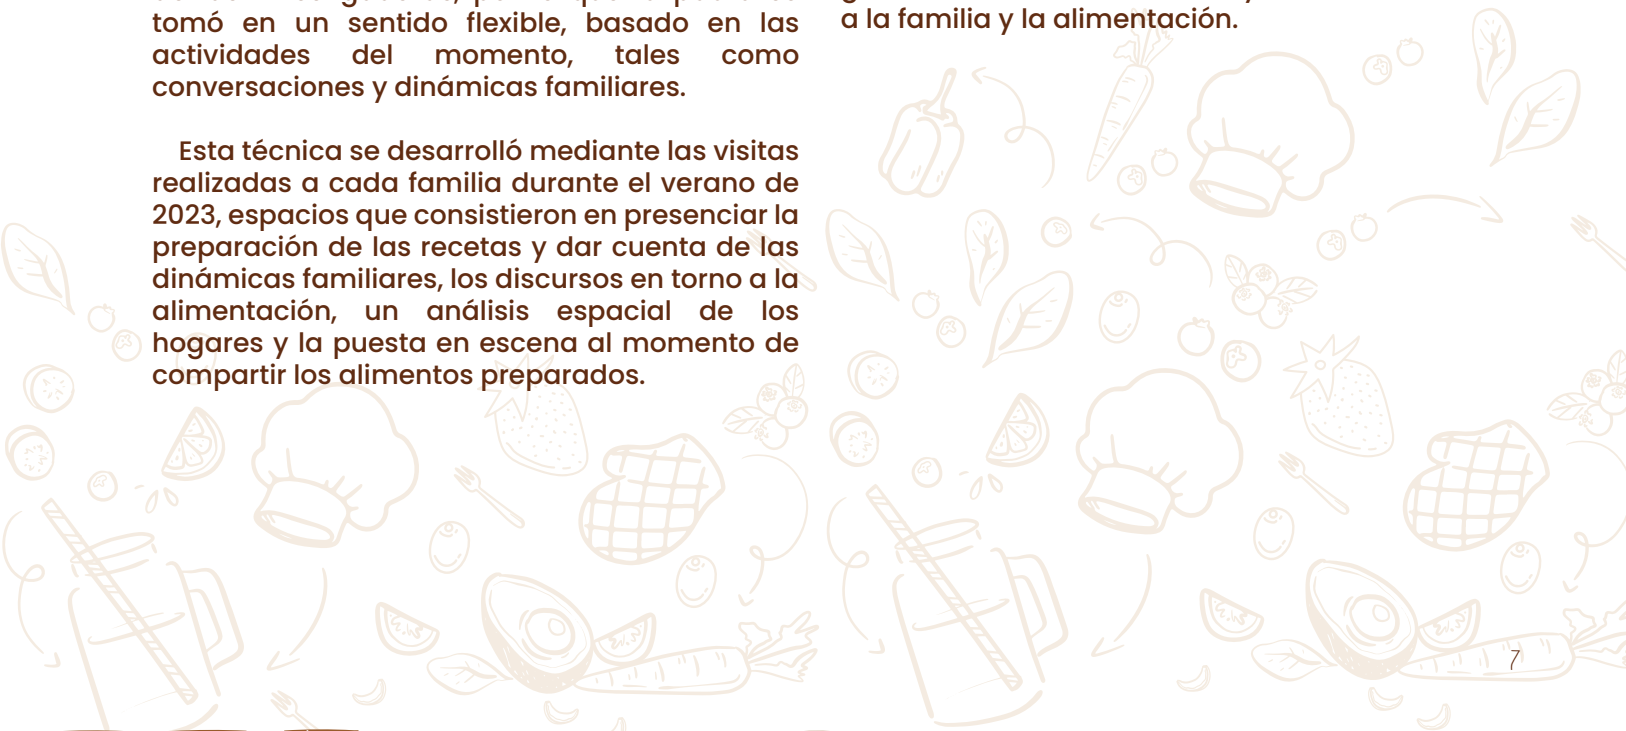 tomó en un sentido flexible, basado en las
actividades del momento, tales como
conversaciones y dinámicas familiares.
Esta técnica se desarrolló mediante las visitas
realizadas a cada familia durante el verano de
2023, espacios que consistieron en presenciar la
preparación de las recetas y dar cuenta de las
dinámicas familiares, los discursos en torno a la
alimentación, un análisis espacial de los
hogares y la puesta en escena al momento de
compartir los alimentos preparados.
a la familia y la alimentación.
7